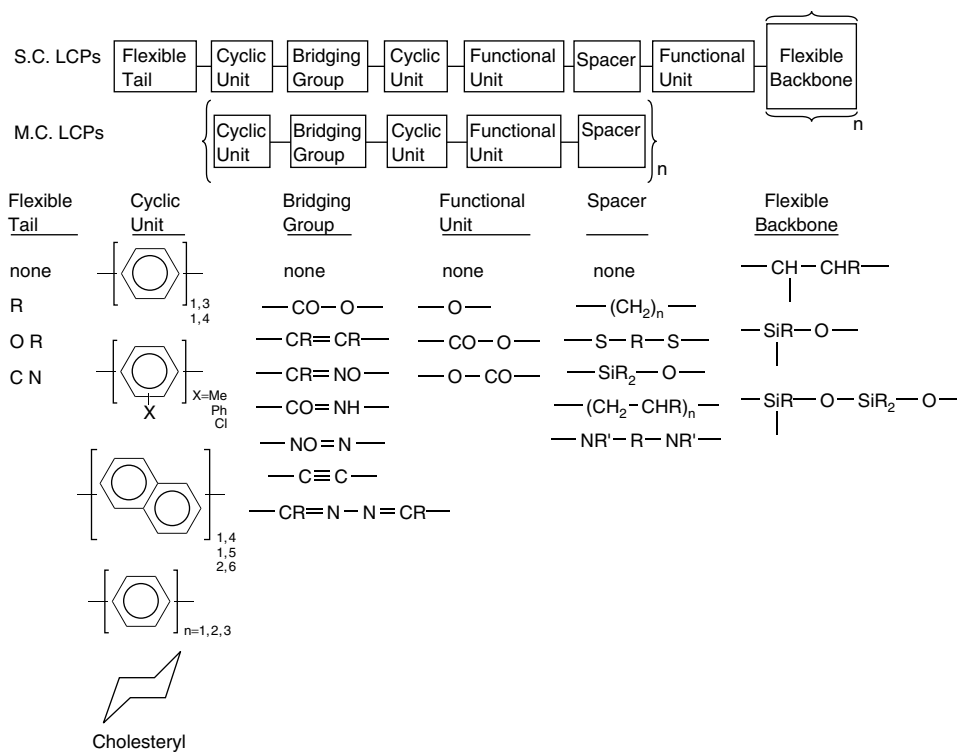 S.C. LCPs
Flexible Tail
Cyclic Unit
Bridging Group
Cyclic Unit
Functional Unit
Spacer
Functional Unit
Flexible Backbone
n
M.C. LCPs
Cyclic Unit
Bridging Group
Cyclic Unit
Functional Unit
Spacer
n
Flexible Tail
none
R
O R
C N
Cyclic Unit
1,3
1,4
X
X=Me
Ph
Cl
1,4
1,5
2,6
n=1,2,3
Cholesteryl
Bridging Group
none
— CO — O —
— CR = CR —
— CR = NO —
— CO = NH —
— NO = N —
— C ≡ C —
— CR = N — N = CR —
Functional Unit
none
— O —
— CO — O —
— O — CO —
Spacer
none
— (CH₂)n —
— S — R — S —
— SiR₂ — O —
— (CH₂ — CHR)n —
— NR' — R — NR' —
Flexible Backbone
— CH — CHR —
— SiR — O —
— SiR — O — SiR₂ — O —